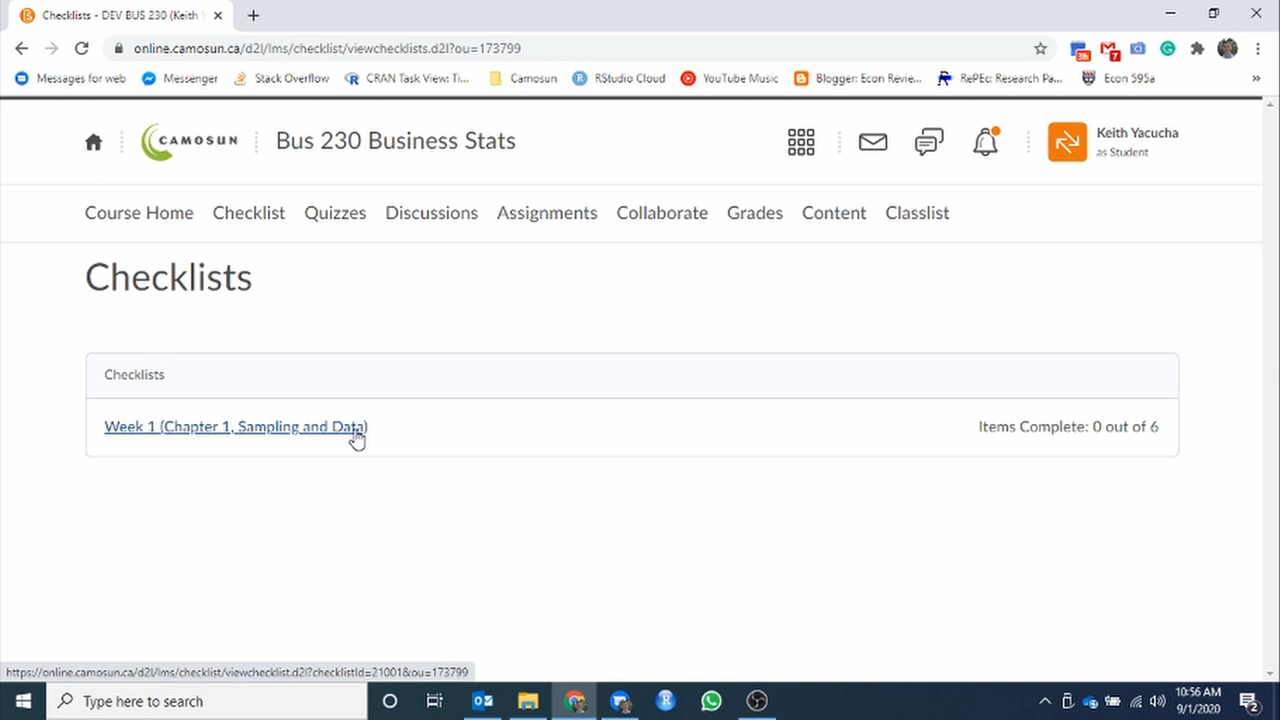 Checklists - DEV BUS 230 (Keith Y
online.camosun.ca/d2l/lms/checklist/viewchecklists.d2l?ou=173799
Messages for web Messenger Stack Overflow CRAN Task View: Ti... Camosun RStudio Cloud YouTube Music Blogger: Econ Revie... RePEc: Research Pa... Econ 595a »
CAMOSUN Bus 230 Business Stats Keith Yacucha
as Student
Course Home Checklist Quizzes Discussions Assignments Collaborate Grades Content Classlist
Checklists
Checklists
Week 1 (Chapter 1, Sampling and Data) Items Complete: 0 out of 6
https://online.camosun.ca/d2l/lms/checklist/viewchecklist.d2l?checklistId=21001&ou=173799
Type here to search 10:56 AM
9/1/2020 2